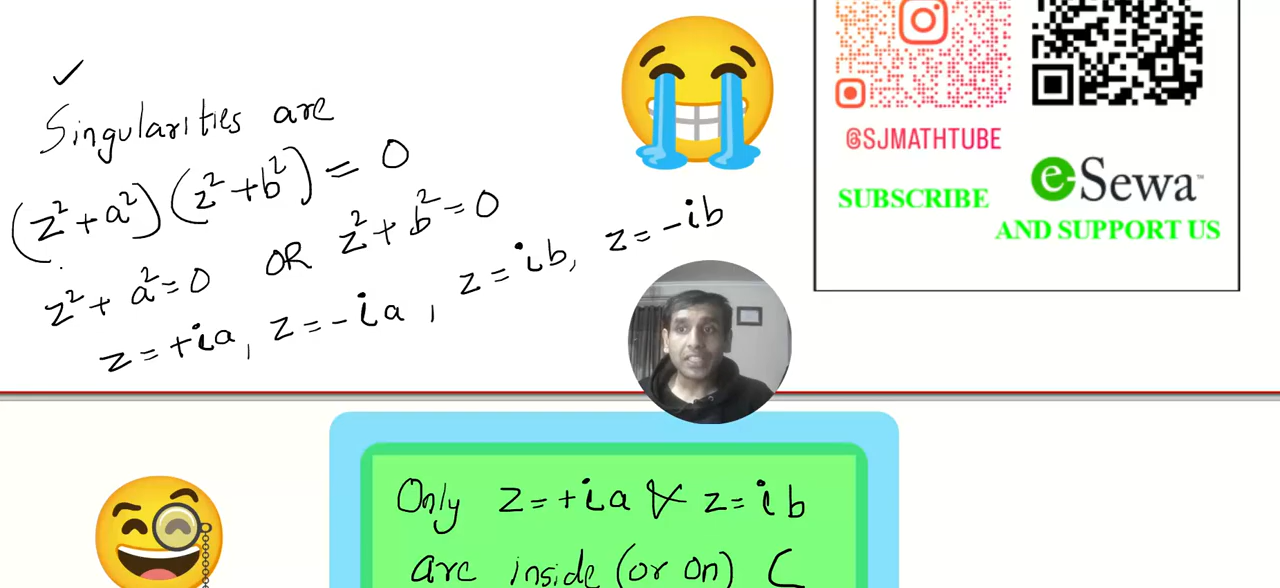 ✓
Singularities are
(z²+a²)(z²+b²)=0
z²+a²=0 OR z²+b²=0
z=+ia, z=-ia, z=ib, z=-ib
@SJMATHTUBE
SUBSCRIBE
e-Sewa™
AND SUPPORT US
Only z=+ia & z=ib
are inside (or on) C